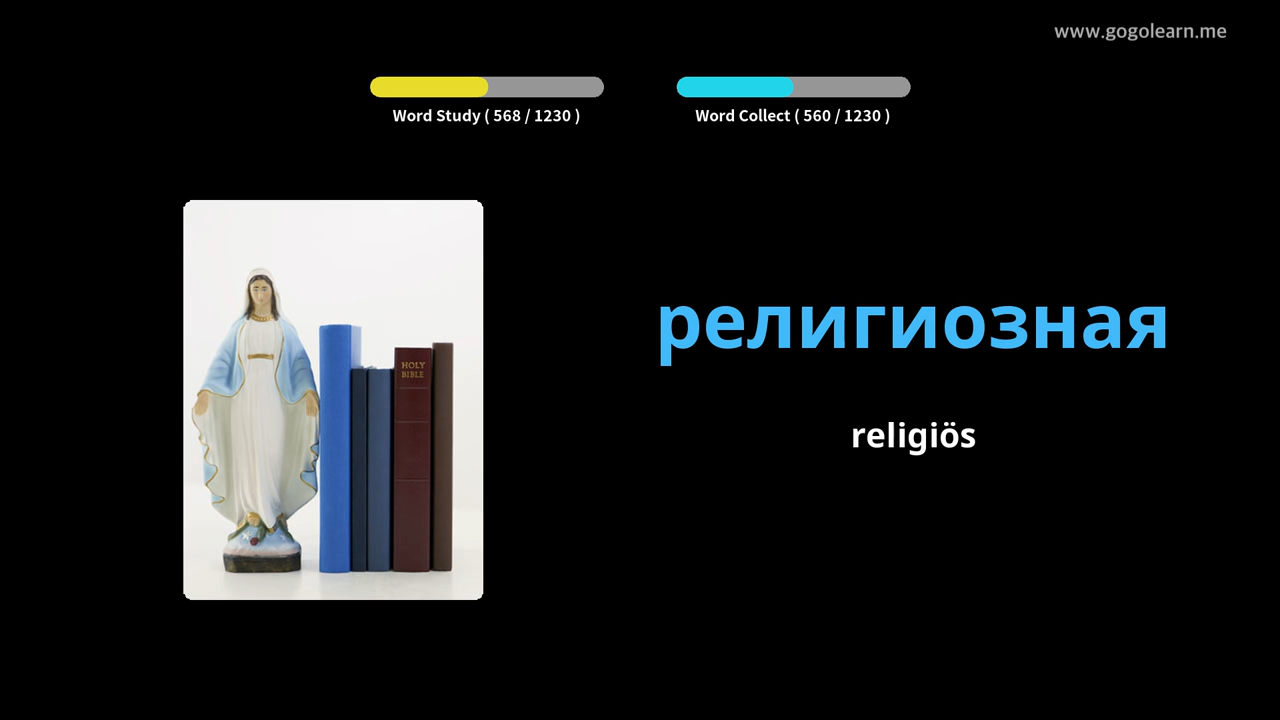 www.gogolearn.me
Word Study ( 568 / 1230 )
Word Collect ( 560 / 1230 )
HOLY
BIBLE
религиозная
religiös